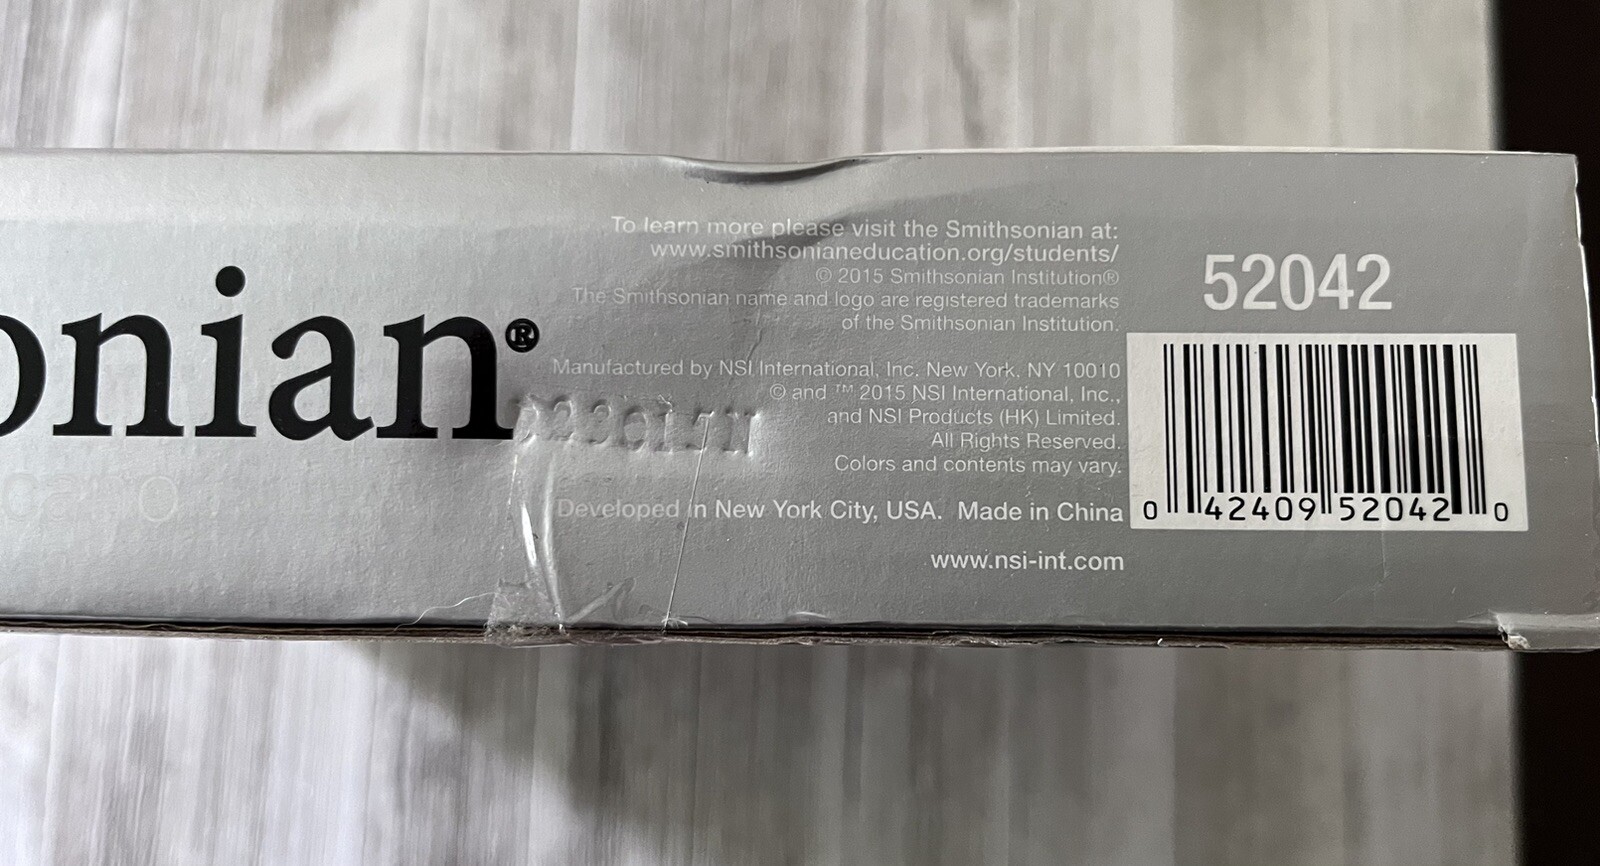 onian®
To learn more please visit the Smithsonian at:
www.smithsonianeducation.org/students/
© 2015 Smithsonian Institution®
The Smithsonian name and logo are registered trademarks
of the Smithsonian Institution.
Manufactured by NSI International, Inc. New York, NY 10010
© and ™ 2015 NSI International, Inc.,
and NSI Products (HK) Limited.
All Rights Reserved.
Colors and contents may vary.
Developed in New York City, USA. Made in China
www.nsi-int.com
52042
0 42409 52042 0